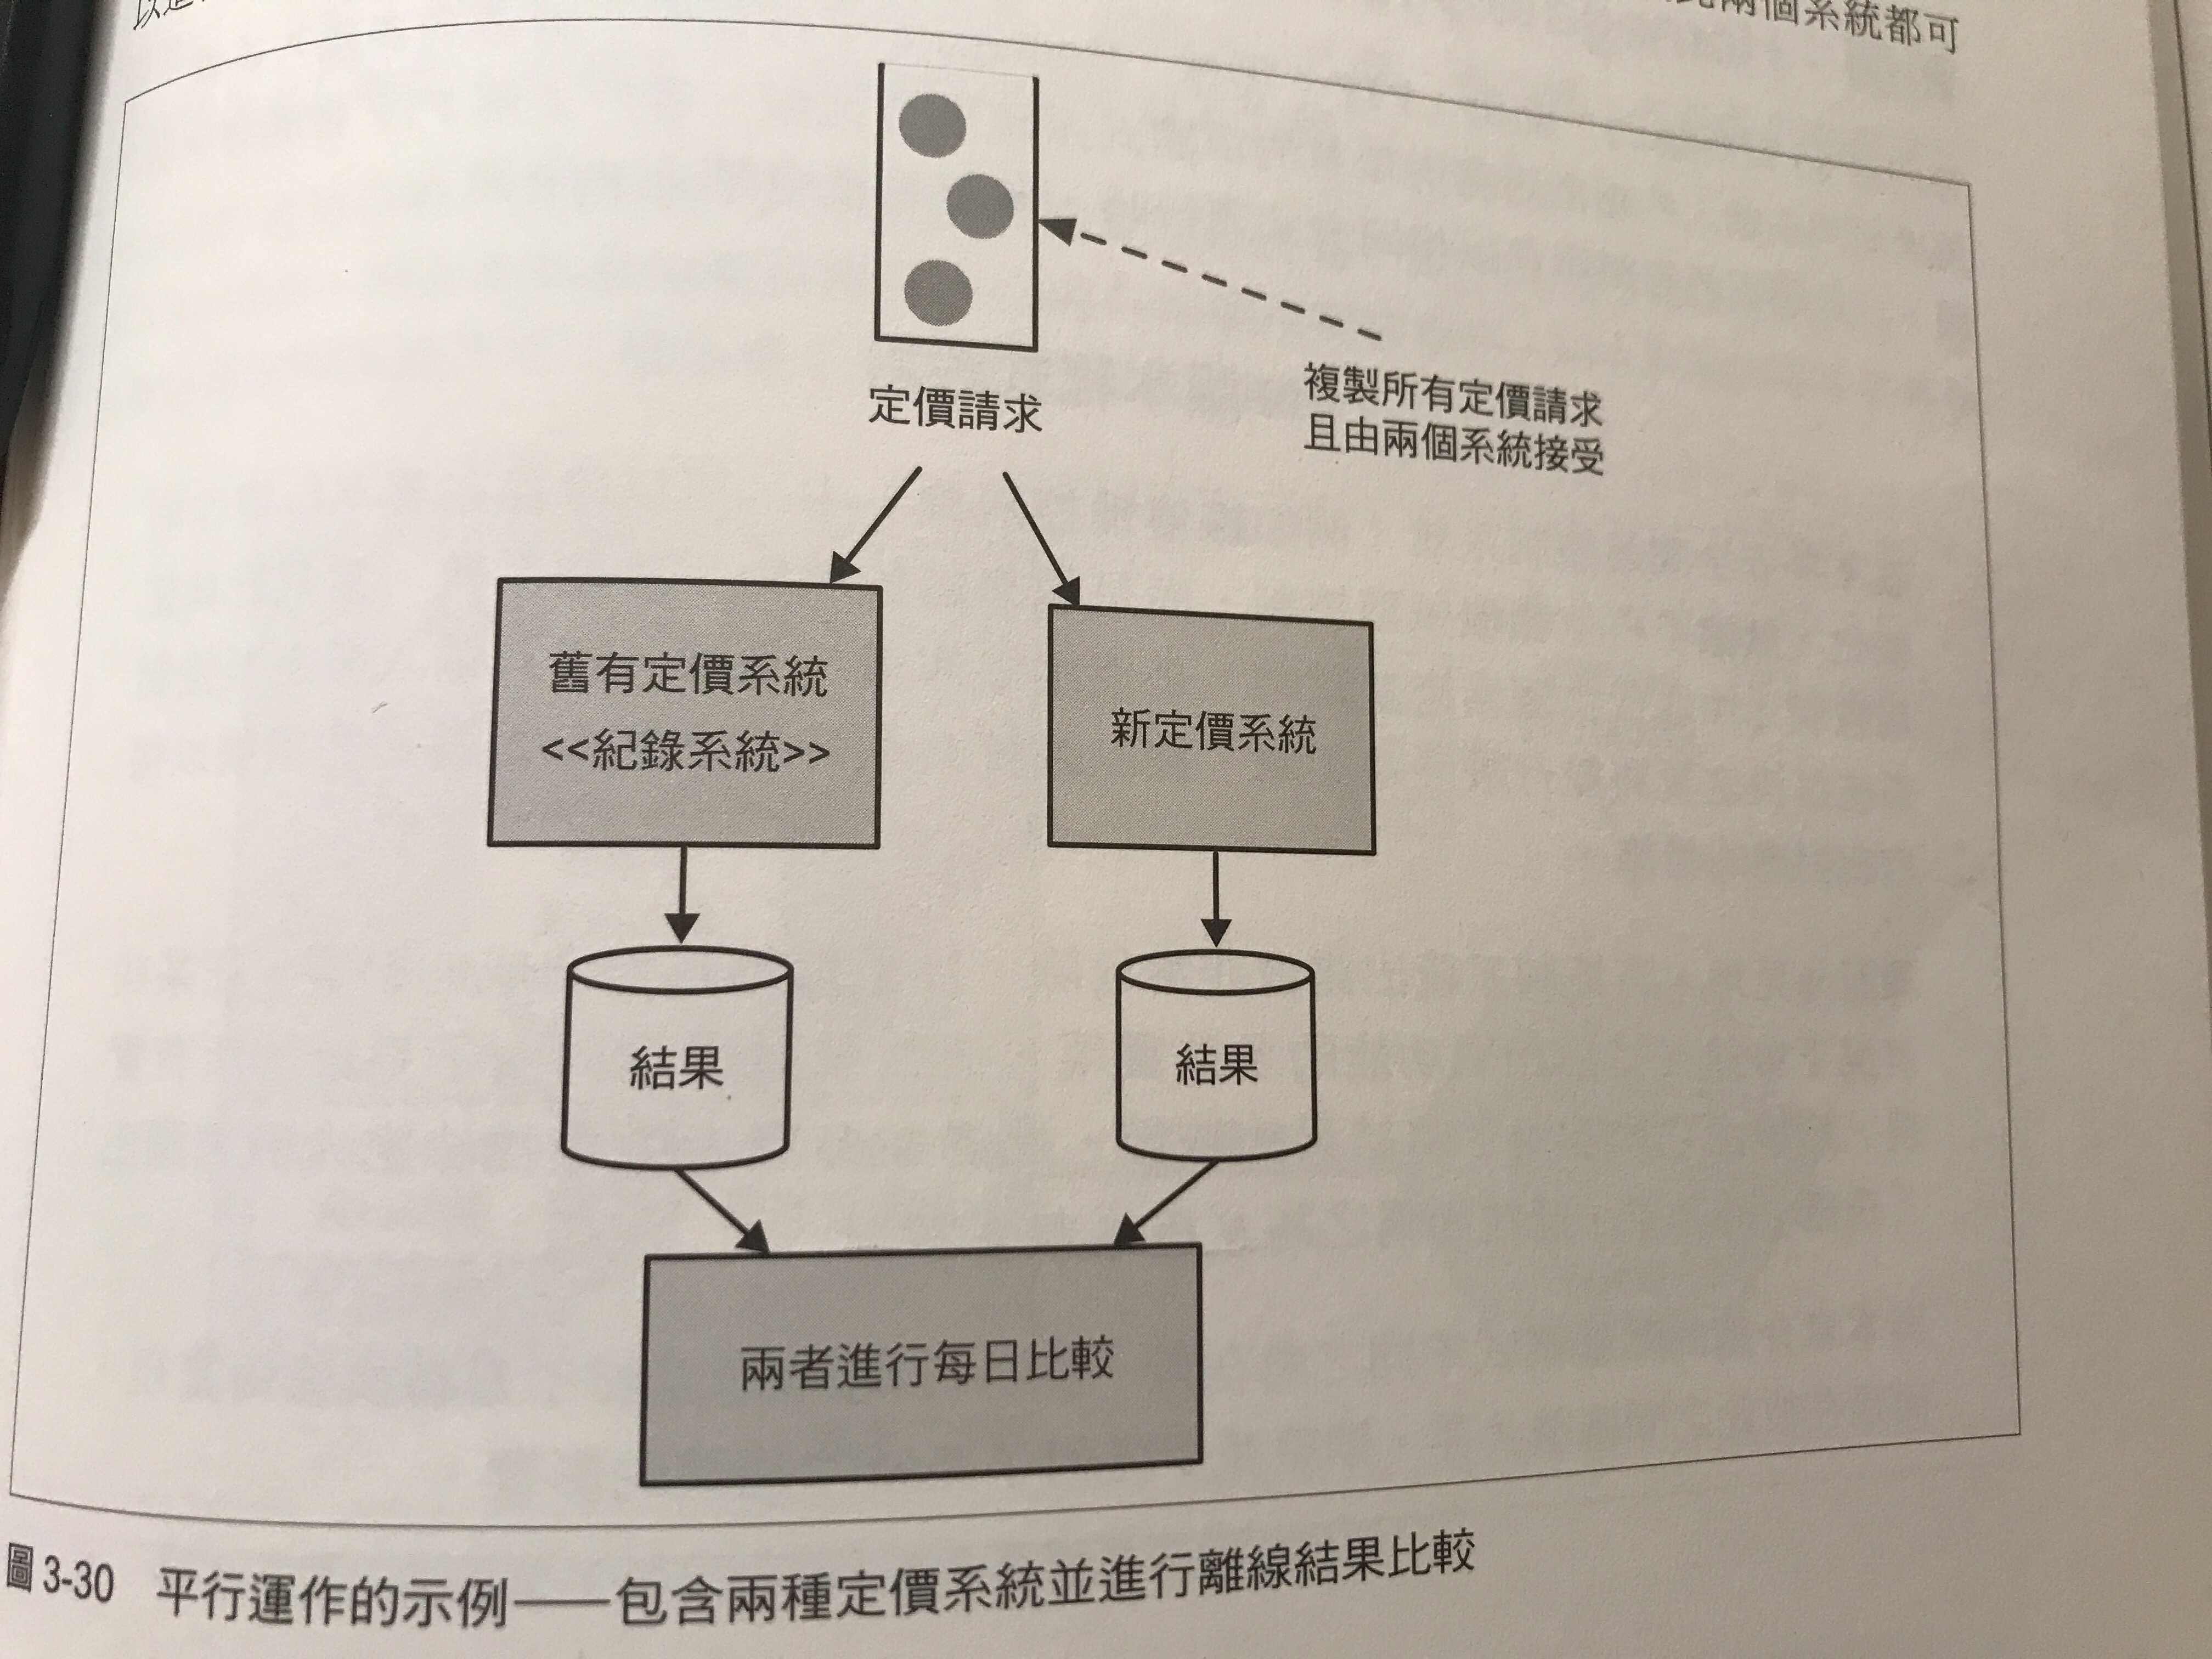 兩個系統都可
定價請求
複製所有定價請求
且由兩個系統接受
舊有定價系統
<<紀錄系統>>
新定價系統
結果
結果
兩者進行每日比較
圖 3-30 平行運作的示例——包含兩種定價系統並進行離線結果比較